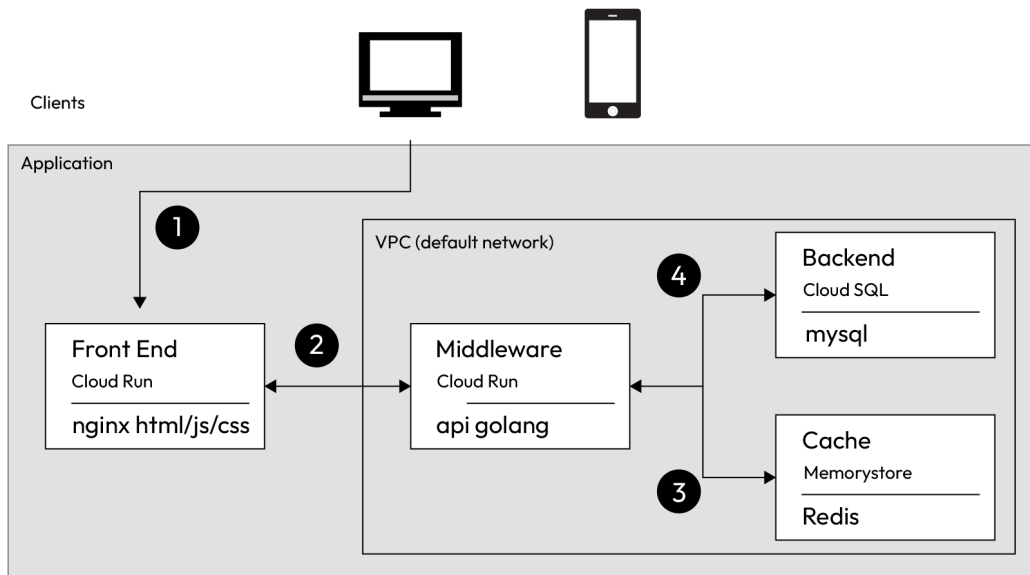 Clients
Application
1
VPC (default network)
4
Backend
Cloud SQL
mysql
Front End
Cloud Run
nginx html/js/css
2
Middleware
Cloud Run
api golang
3
Cache
Memorystore
Redis